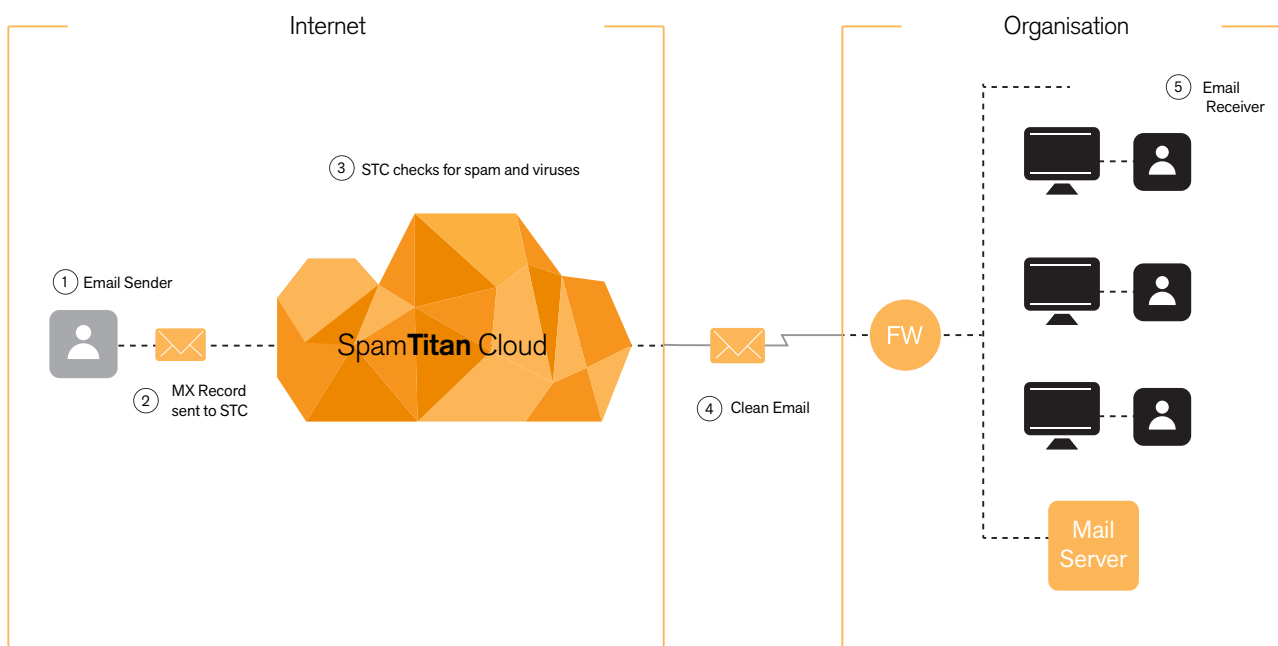 Internet
Organisation
5 Email
Receiver
3 STC checks for spam and viruses
1 Email Sender
SpamTitan Cloud
FW
2 MX Record
sent to STC
4 Clean Email
Mail
Server